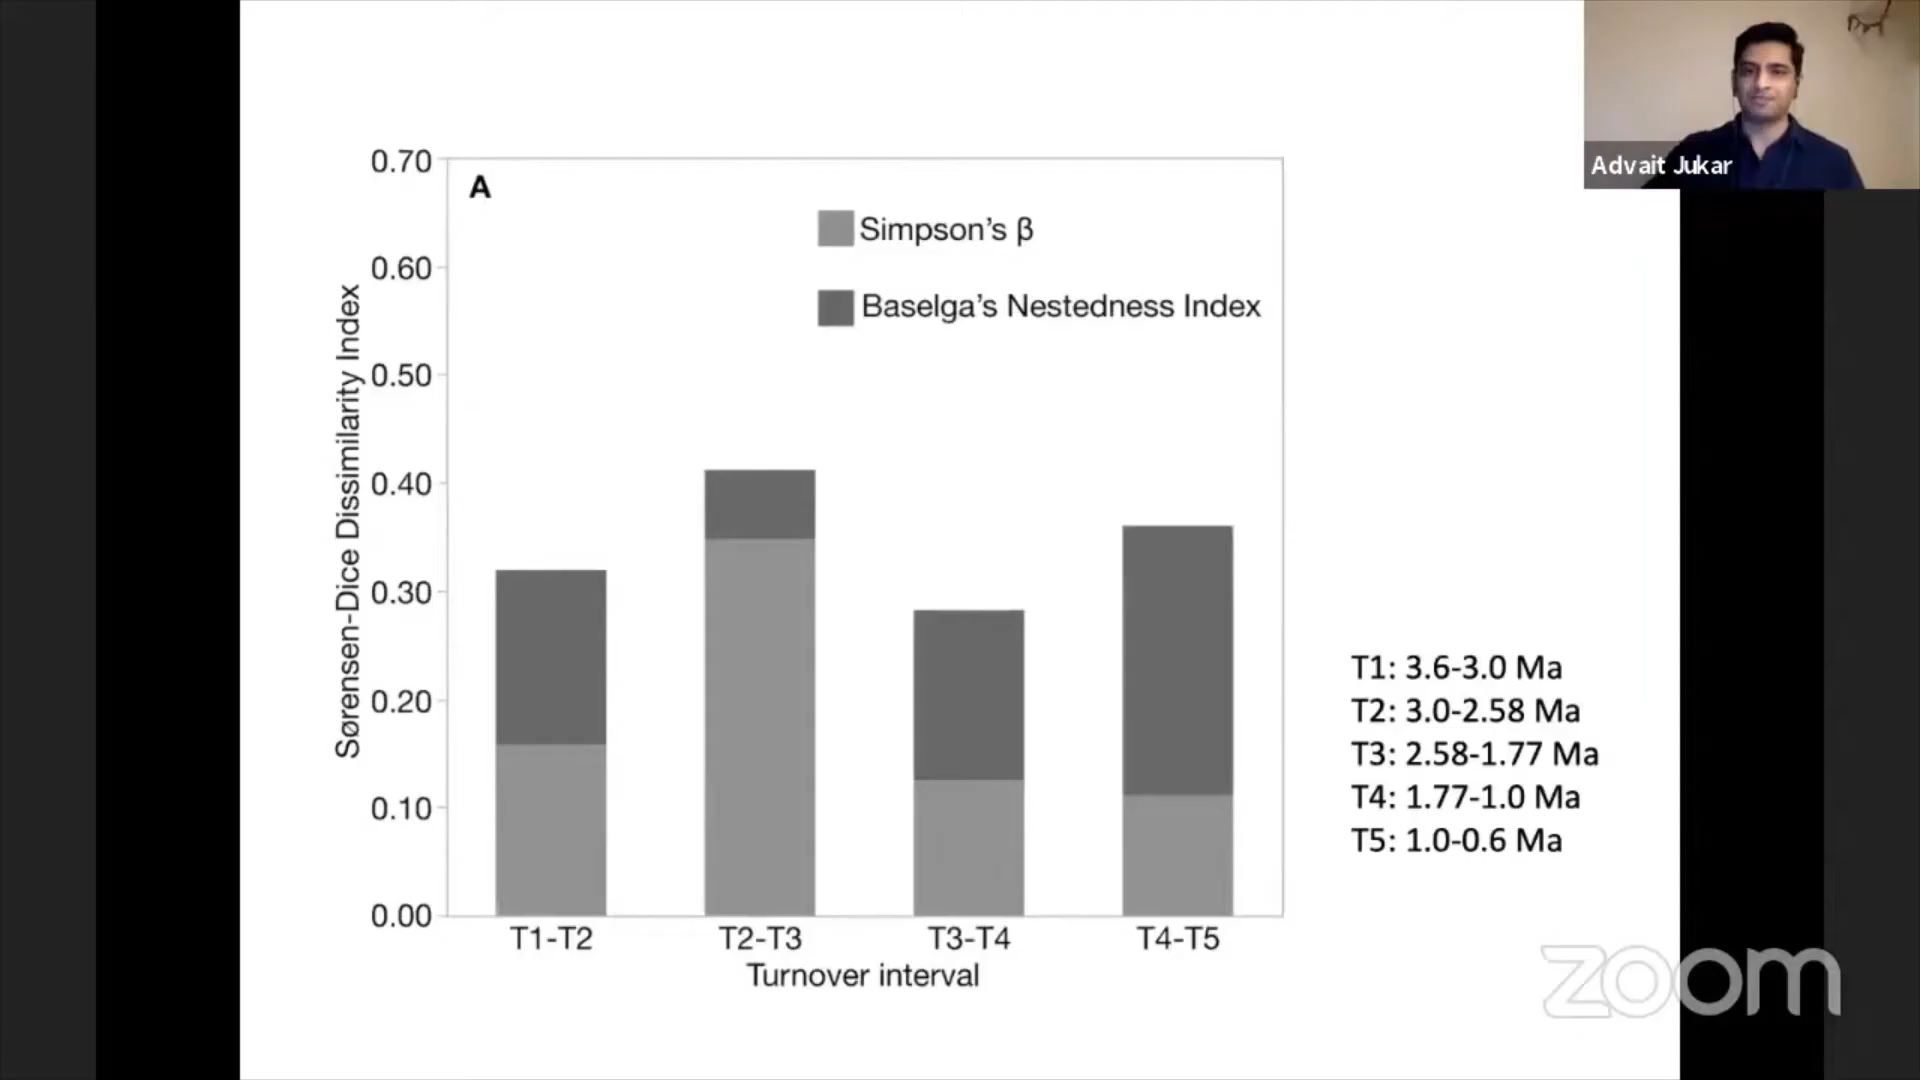 Advait Jukar
A
Simpson's β
Baselga's Nestedness Index
Sørensen-Dice Dissimilarity Index
0.70
0.60
0.50
0.40
0.30
0.20
0.10
0.00
T1-T2
T2-T3
T3-T4
T4-T5
Turnover interval
T1: 3.6-3.0 Ma
T2: 3.0-2.58 Ma
T3: 2.58-1.77 Ma
T4: 1.77-1.0 Ma
T5: 1.0-0.6 Ma
zoom